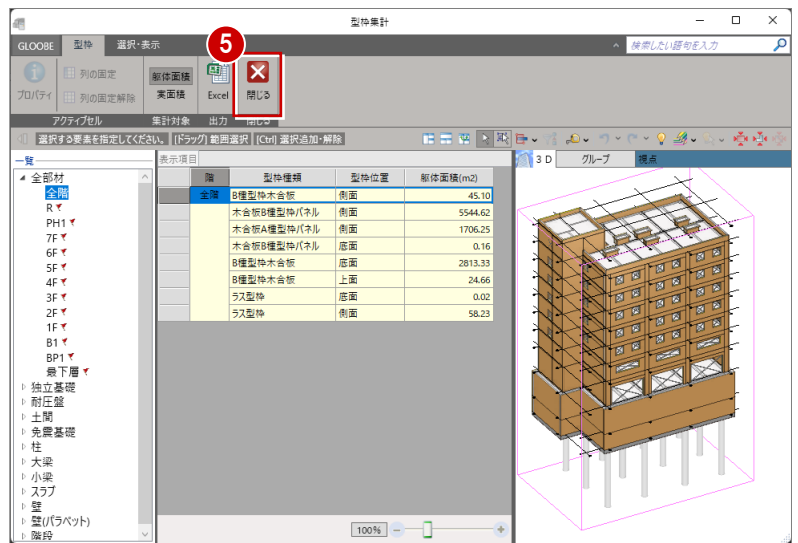 型枠集計
GLOOBE 型枠 選択・表示
検索したい語句を入力
5
プロパティ
列の固定
列の固定解除
アクティブセル
躯体面積
実面積
集計対象
Excel
出力
閉じる
閉じる
選択する要素を指定してください。 [(ドラッグ) 範囲選択 [Ctrl] 選択追加・解除]
一覧
全部材
全階
R
PH1
7F
6F
5F
4F
3F
2F
1F
B1
BP1
最下層
独立基礎
耐圧盤
土間
免震基礎
柱
大梁
小梁
スラブ
壁
壁(パラペット)
階段
表示項目
階 型枠種類 型枠位置 躯体面積(m2)
全階 B種型枠木合板 側面 45.10
木合板B種型枠パネル 側面 5544.62
木合板A種型枠パネル 側面 1706.25
木合板B種型枠パネル 底面 0.16
B種型枠木合板 底面 2813.33
B種型枠木合板 上面 24.66
ラス型枠 底面 0.02
ラス型枠 側面 58.23
100%
3 D グループ 視点